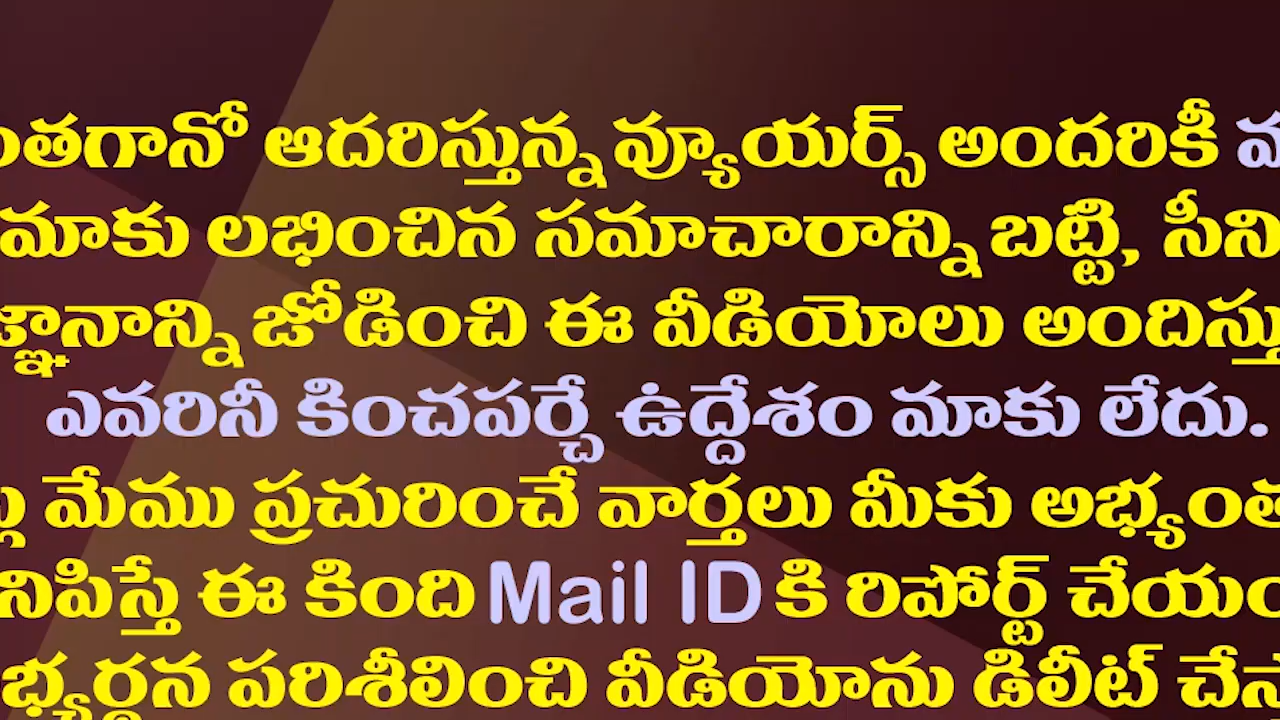 ఆదరిస్తున్న వ్యూయర్స్ అందరికీ
మాకు లభించిన సమాచారాన్ని బట్టి,
జోడించి ఈ వీడియోలు
ఎవరినీ కించపర్చే ఉద్దేశం మాకు లేదు.
మేము ప్రచురించే వార్తలు మీకు
ఈ కింది Mail ID కి రిపోర్ట్
పరిశీలించి వీడియోను డిలీట్